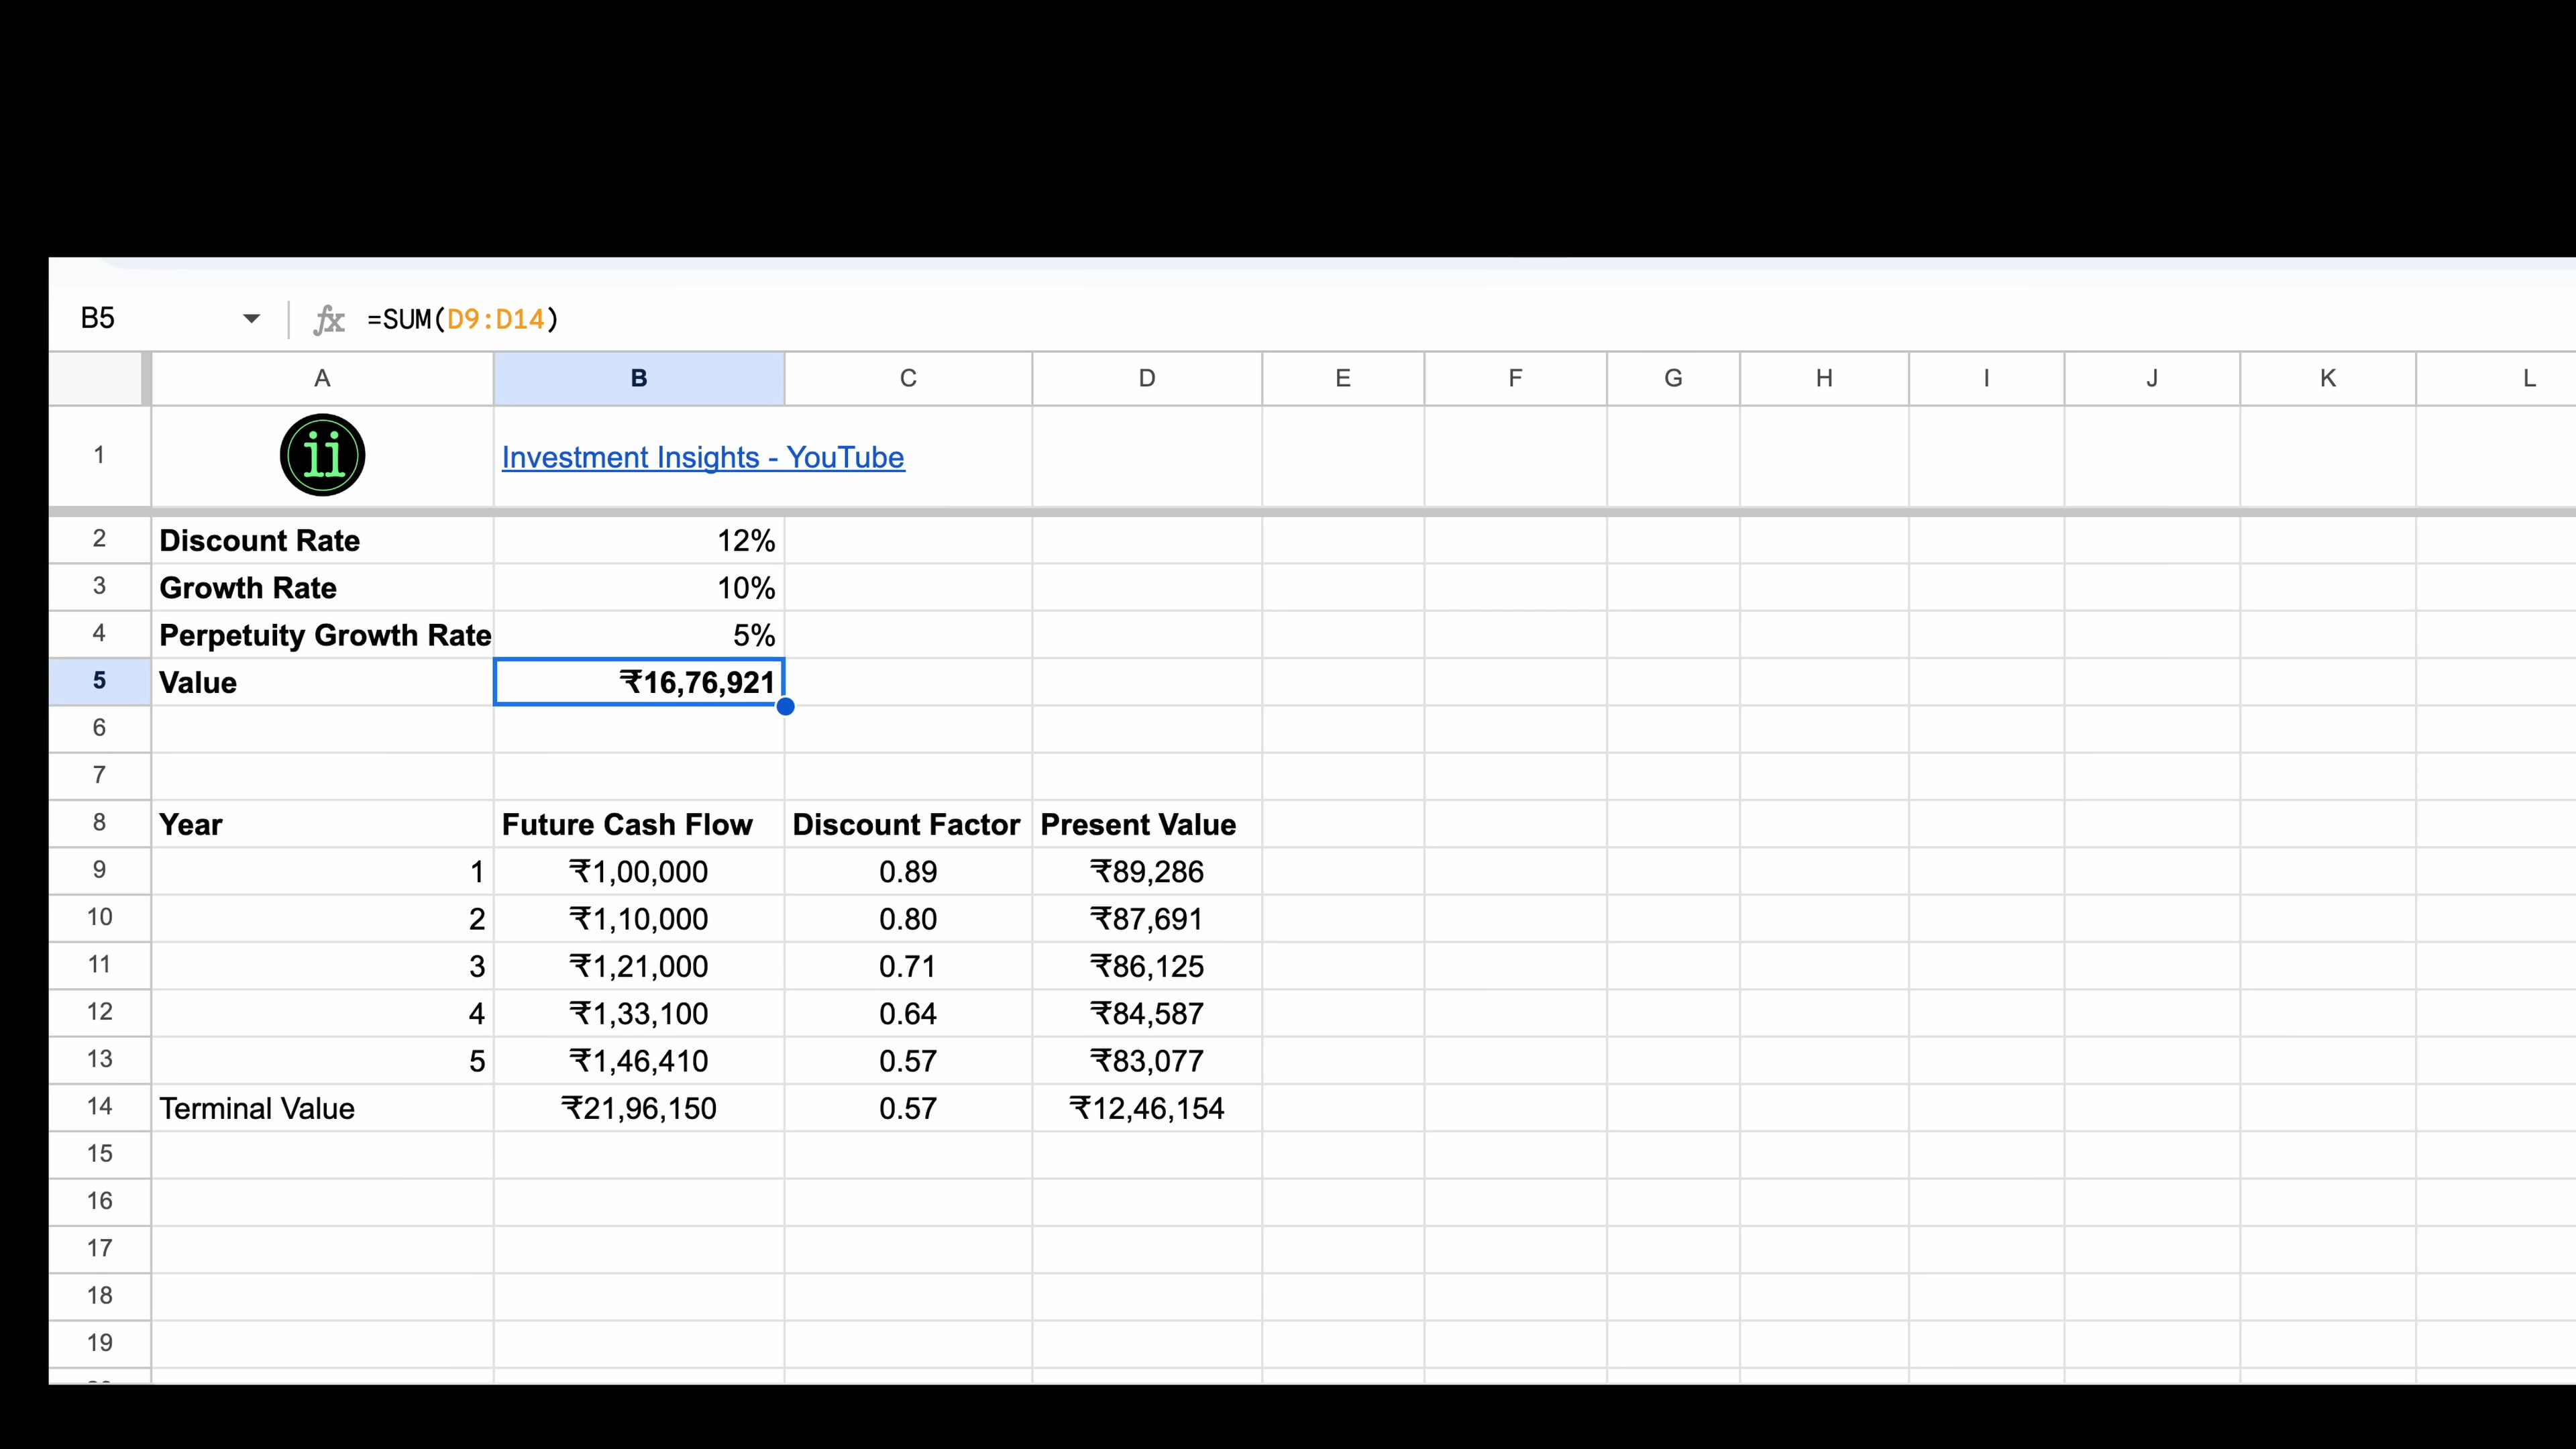 B5 fx =SUM(D9:D14)
A B C D E F G H I J K L
1 ii Investment Insights - YouTube
2 Discount Rate 12%
3 Growth Rate 10%
4 Perpetuity Growth Rate 5%
5 Value ₹16,76,921
6
7
8 Year Future Cash Flow Discount Factor Present Value
9 1 ₹1,00,000 0.89 ₹89,286
10 2 ₹1,10,000 0.80 ₹87,691
11 3 ₹1,21,000 0.71 ₹86,125
12 4 ₹1,33,100 0.64 ₹84,587
13 5 ₹1,46,410 0.57 ₹83,077
14 Terminal Value ₹21,96,150 0.57 ₹12,46,154
15
16
17
18
19